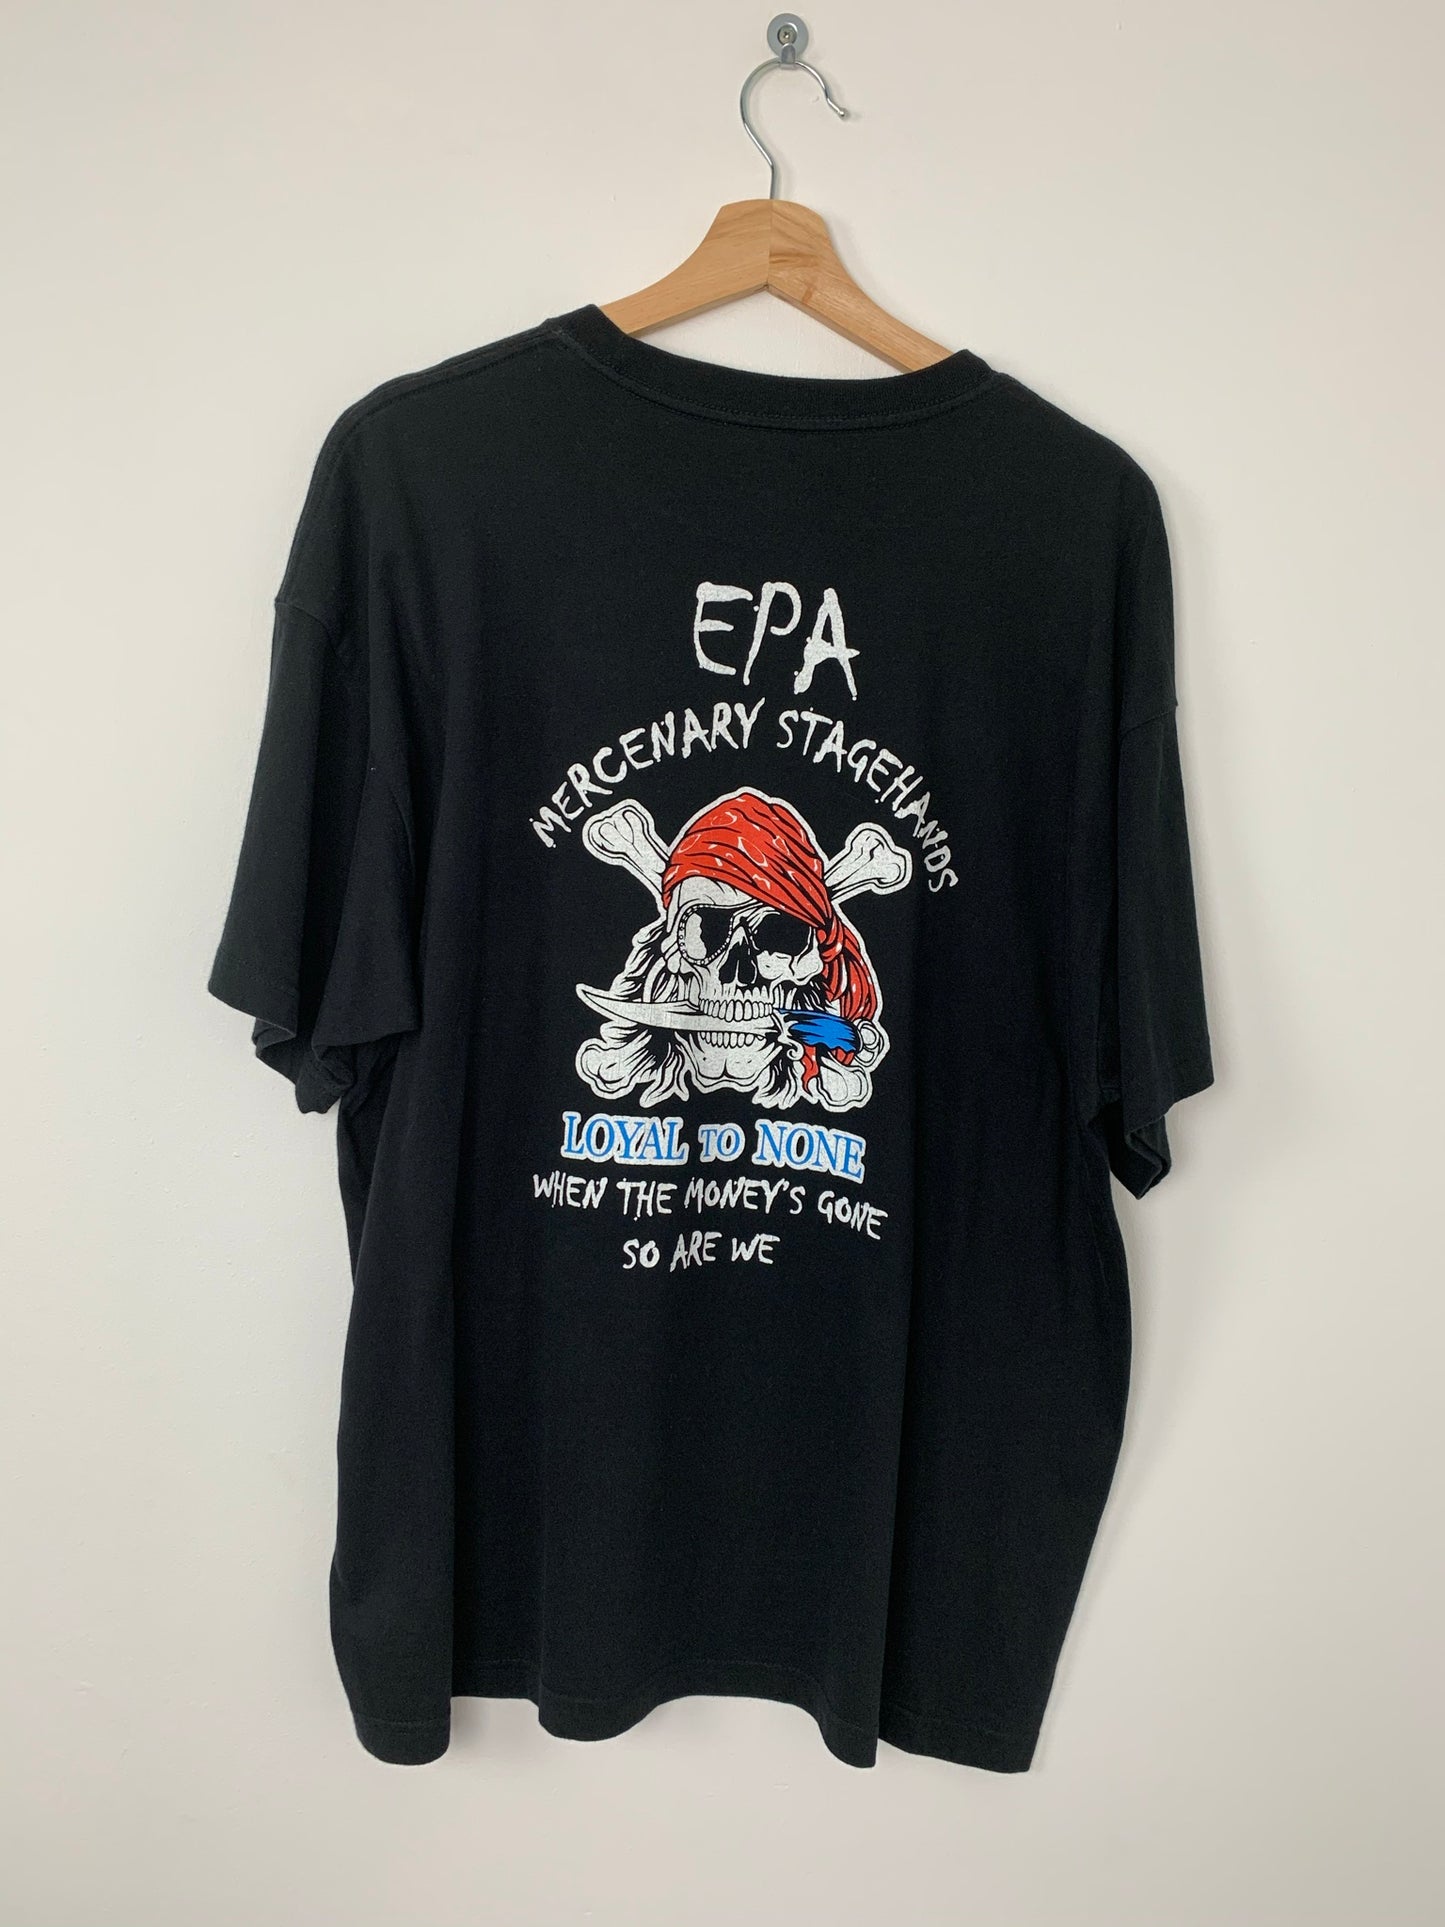 EPA
MERCENARY STAGEHANDS
LOYAL TO NONE
WHEN THE MONEY'S GONE
SO ARE WE